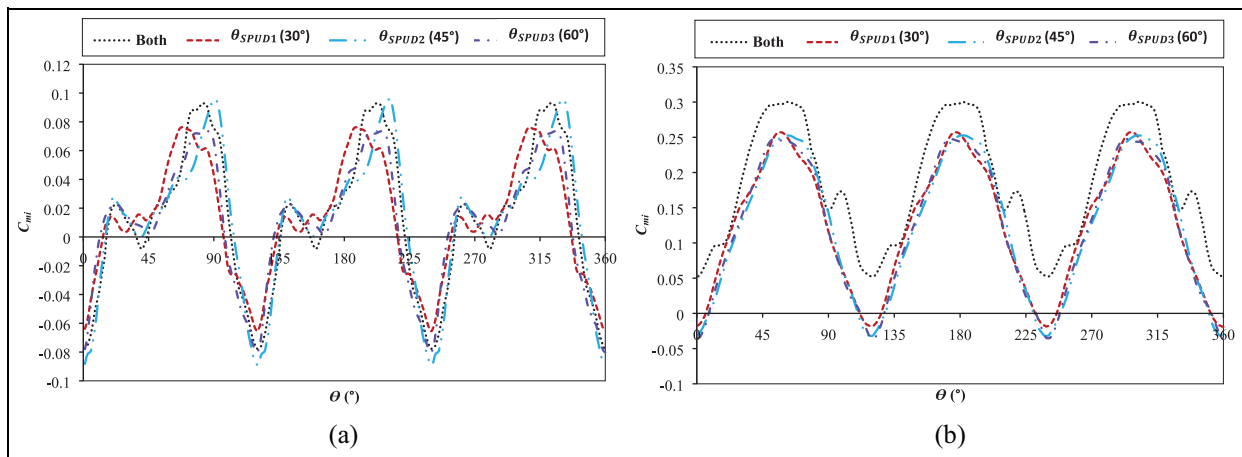 Both θSPUD1 (30°) θSPUD2 (45°) θSPUD3 (60°)
0.12
0.1
0.08
0.06
0.04
0.02
0
-0.02
-0.04
-0.06
-0.08
-0.1
Cmi
0 45 90 135 180 225 270 315 360
Θ (°)
(a)
Both θSPUD1 (30°) θSPUD2 (45°) θSPUD3 (60°)
0.35
0.3
0.25
0.2
0.15
0.1
0.05
0
-0.05
-0.1
Cmi
0 45 90 135 180 225 270 315 360
Θ (°)
(b)